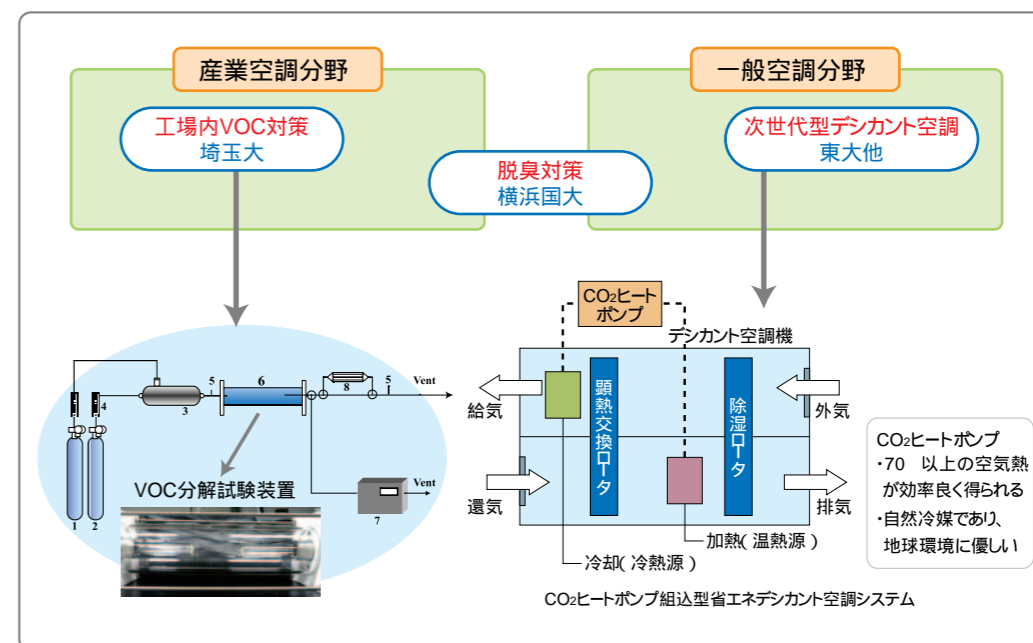 産業空調分野
一般空調分野
工場内VOC対策
埼玉大
脱臭対策
横浜国大
次世代型デシカント空調
東大他
1
2
3
4
5
6
7
8
5
Vent
Vent
VOC分解試験装置
CO2ヒート
ポンプ
デシカント空調機
給気
還気
顕熱交換ロータ
除湿ロータ
外気
排気
加熱(温熱源)
冷却(冷熱源)
CO2ヒートポンプ
・70 以上の空気熱
が効率良く得られる
・自然冷媒であり、
地球環境に優しい
CO2ヒートポンプ組込型省エネデシカント空調システム